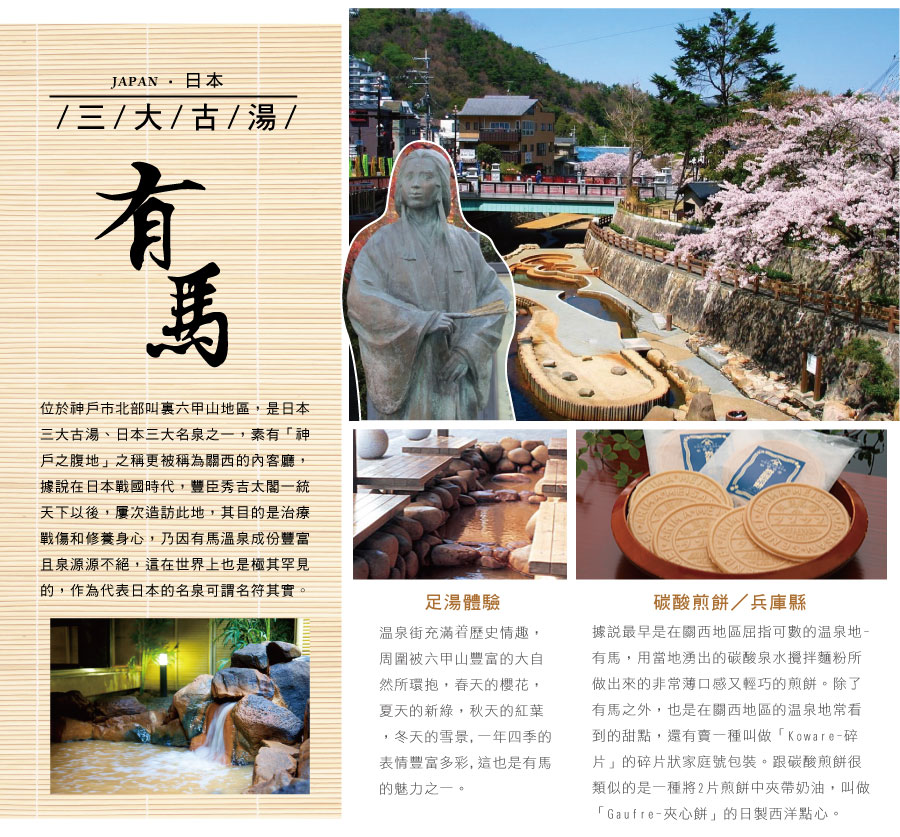 JAPAN・日本
/三/大/古/湯/
有
馬
位於神戶市北部叫裏六甲山地區，是日本
三大古湯、日本三大名泉之一，素有「神
戶之腹地」之稱更被稱為關西的內客廳，
據說在日本戰國時代，豐臣秀吉太閣一統
天下以後，屢次造訪此地，其目的是治療
戰傷和修養身心，乃因有馬溫泉成份豐富
且泉源源不絕，這在世界上也是極其罕見
的，作為代表日本的名泉可謂名符其實。
足湯體驗
温泉街充滿着歷史情趣，
周圍被六甲山豐富的大自
然所環抱，春天的櫻花，
夏天的新綠，秋天的紅葉
，冬天的雪景,一年四季的
表情豐富多彩,這也是有馬
的魅力之一。
碳酸煎餅／兵庫縣
據説最早是在關西地區屈指可數的温泉地-
有馬，用當地湧出的碳酸泉水攪拌麵粉所
做出來的非常薄口感又輕巧的煎餅。除了
有馬之外，也是在關西地區的温泉地常看
到的甜點，還有賣一種叫做「Koware-碎
片」的碎片狀家庭號包裝。跟碳酸煎餅很
類似的是一種將2片煎餅中夾帶奶油，叫做
「Gaufre-夾心餅」的日製西洋點心。